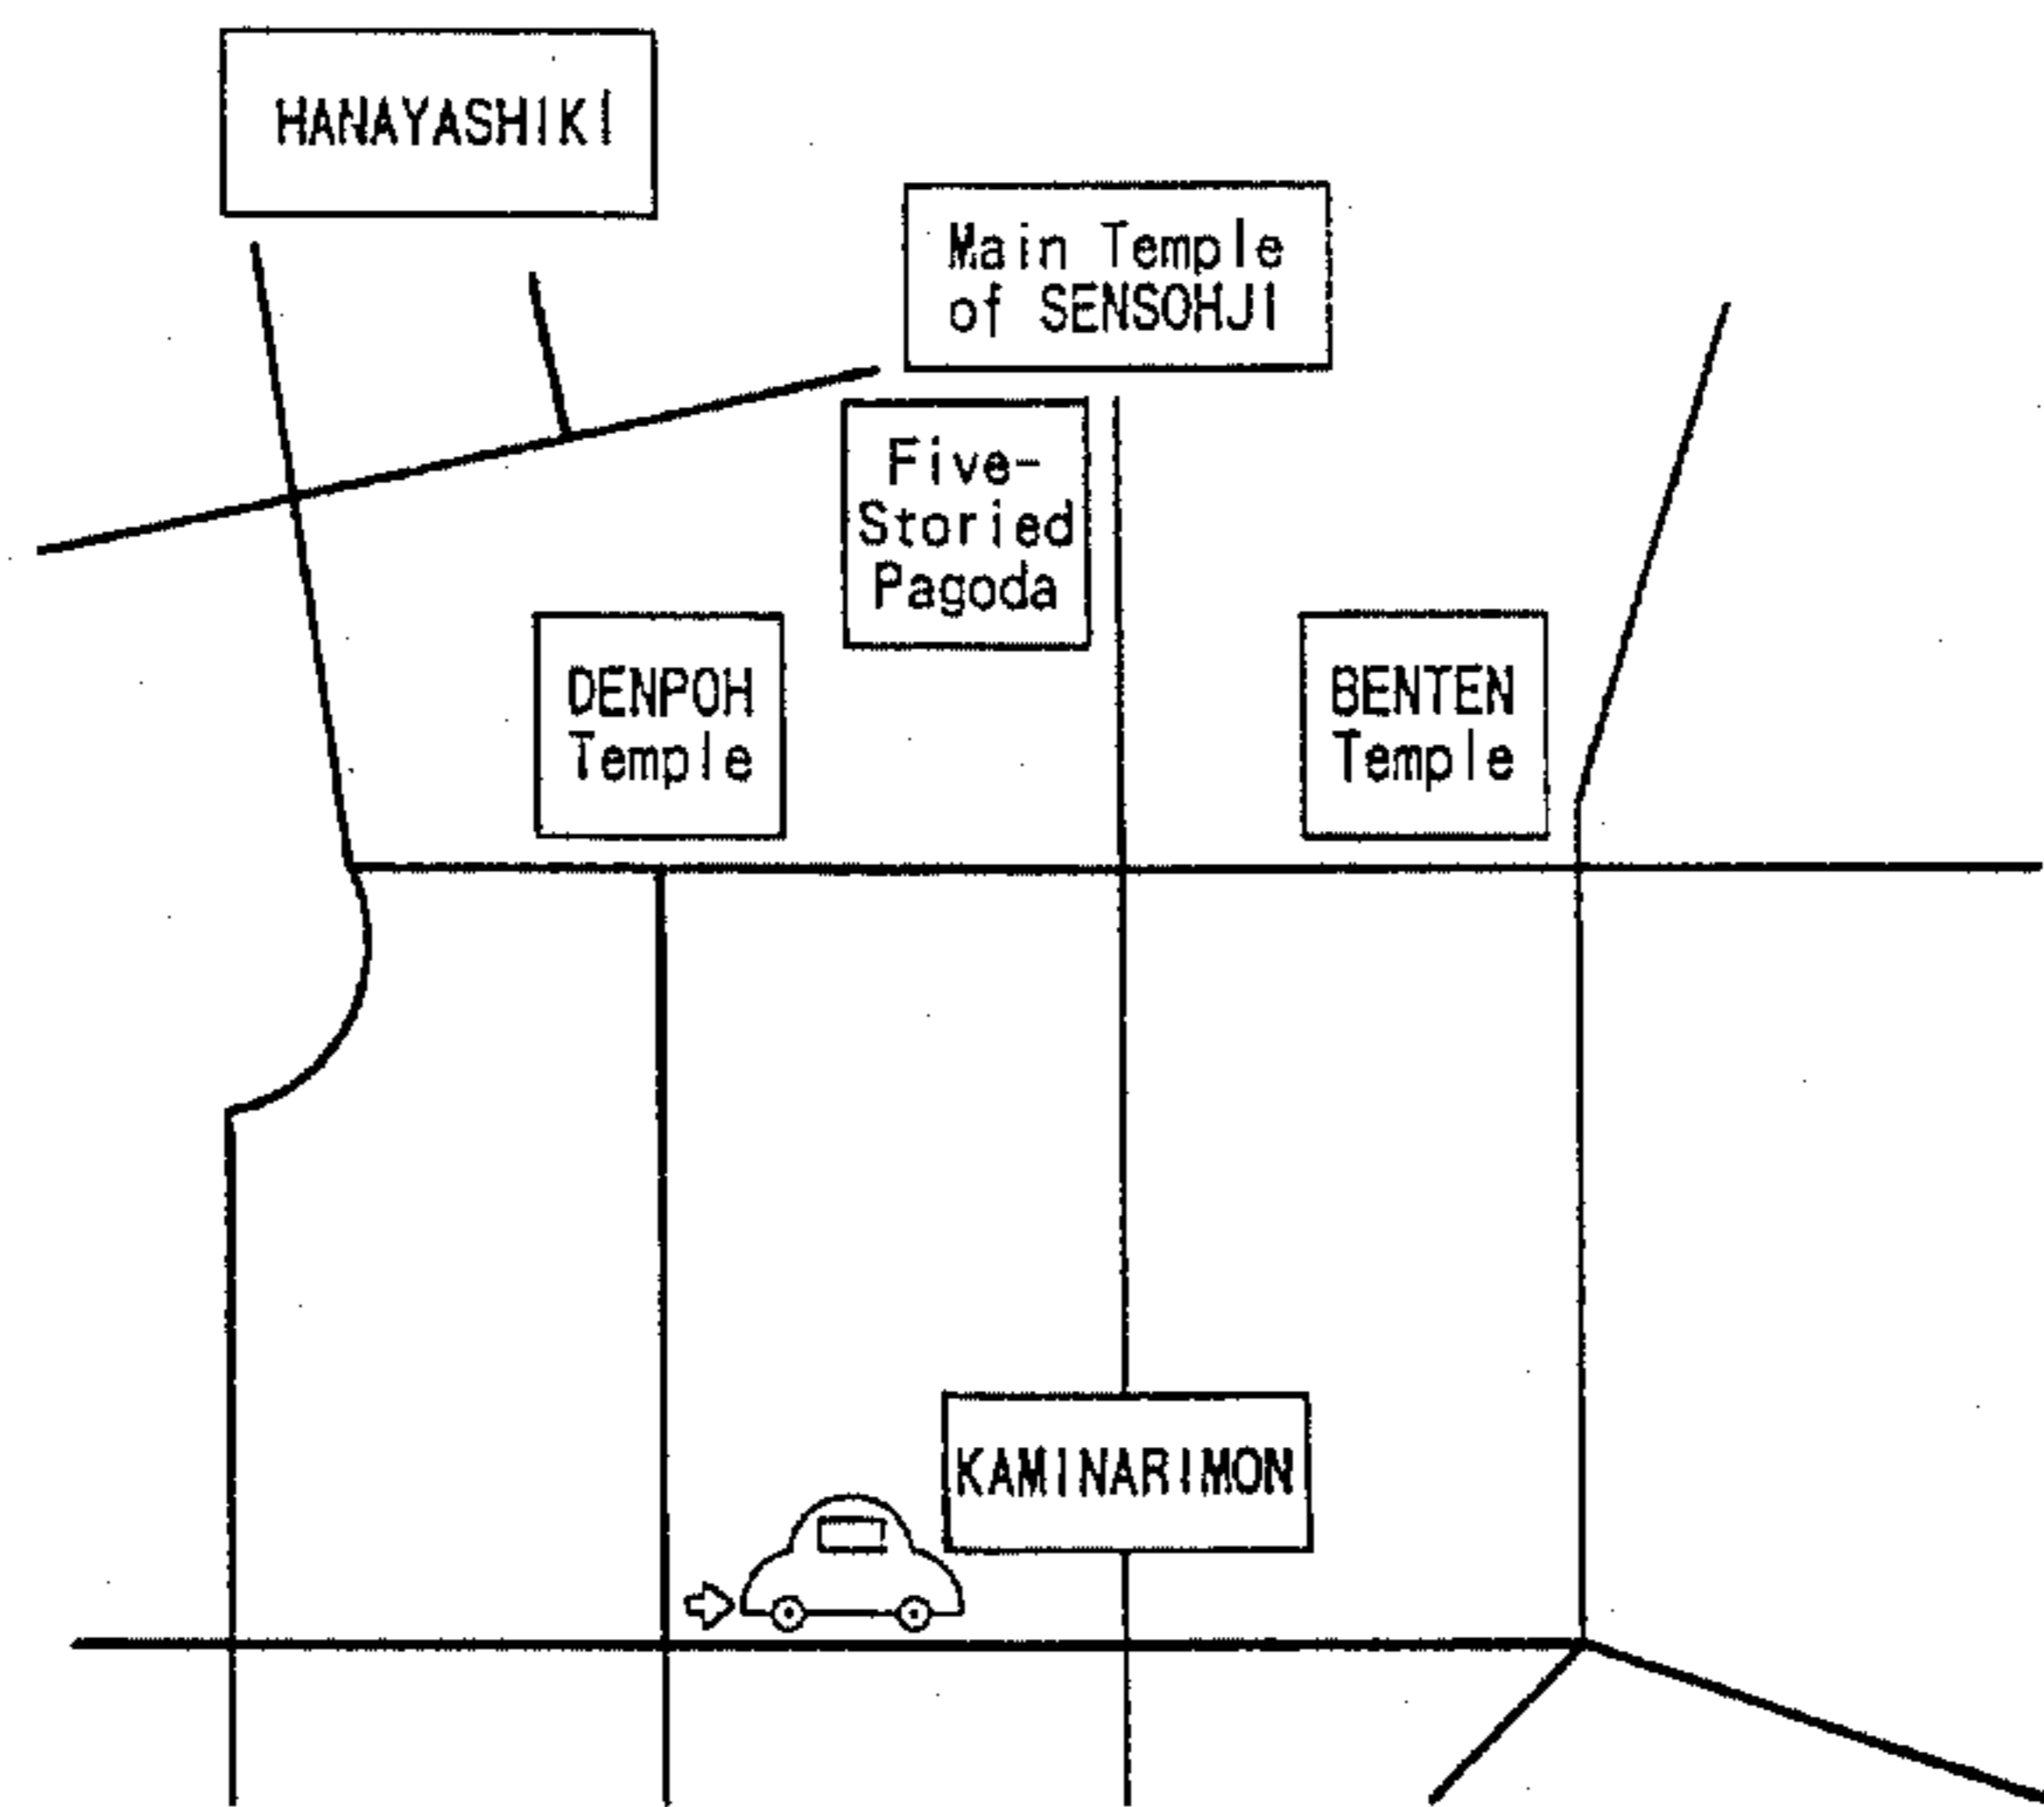 HANAYASHIKI
Main Temple
of SENSOHJI
Five-
Storied
Pagoda
DENPOH
Temple
BENTEN
Temple
KAMINARIMON